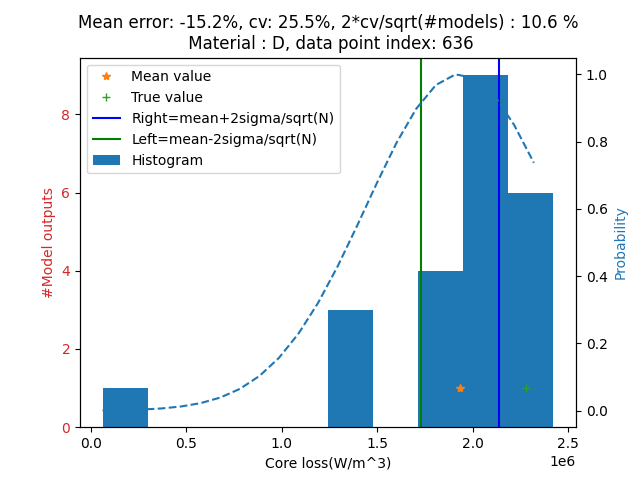 Mean error: -15.2%, cv: 25.5%, 2*cv/sqrt(#models) : 10.6 %
Material : D, data point index: 636
Mean value
True value
Right=mean+2sigma/sqrt(N)
Left=mean-2sigma/sqrt(N)
Histogram
#Model outputs
8
6
4
2
0
Probability
1.0
0.8
0.6
0.4
0.2
0.0
0.0 0.5 1.0 1.5 2.0 2.5
1e6
Core loss(W/m^3)